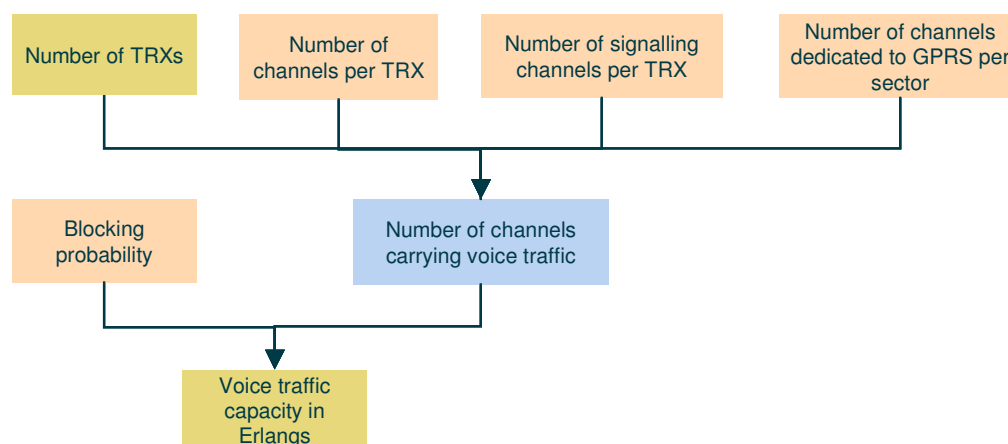 Number of TRXs
Number of
channels per TRX
Number of signalling
channels per TRX
Number of channels
dedicated to GPRS per
sector
Blocking
probability
Number of channels
carrying voice traffic
Voice traffic
capacity in
Erlangs